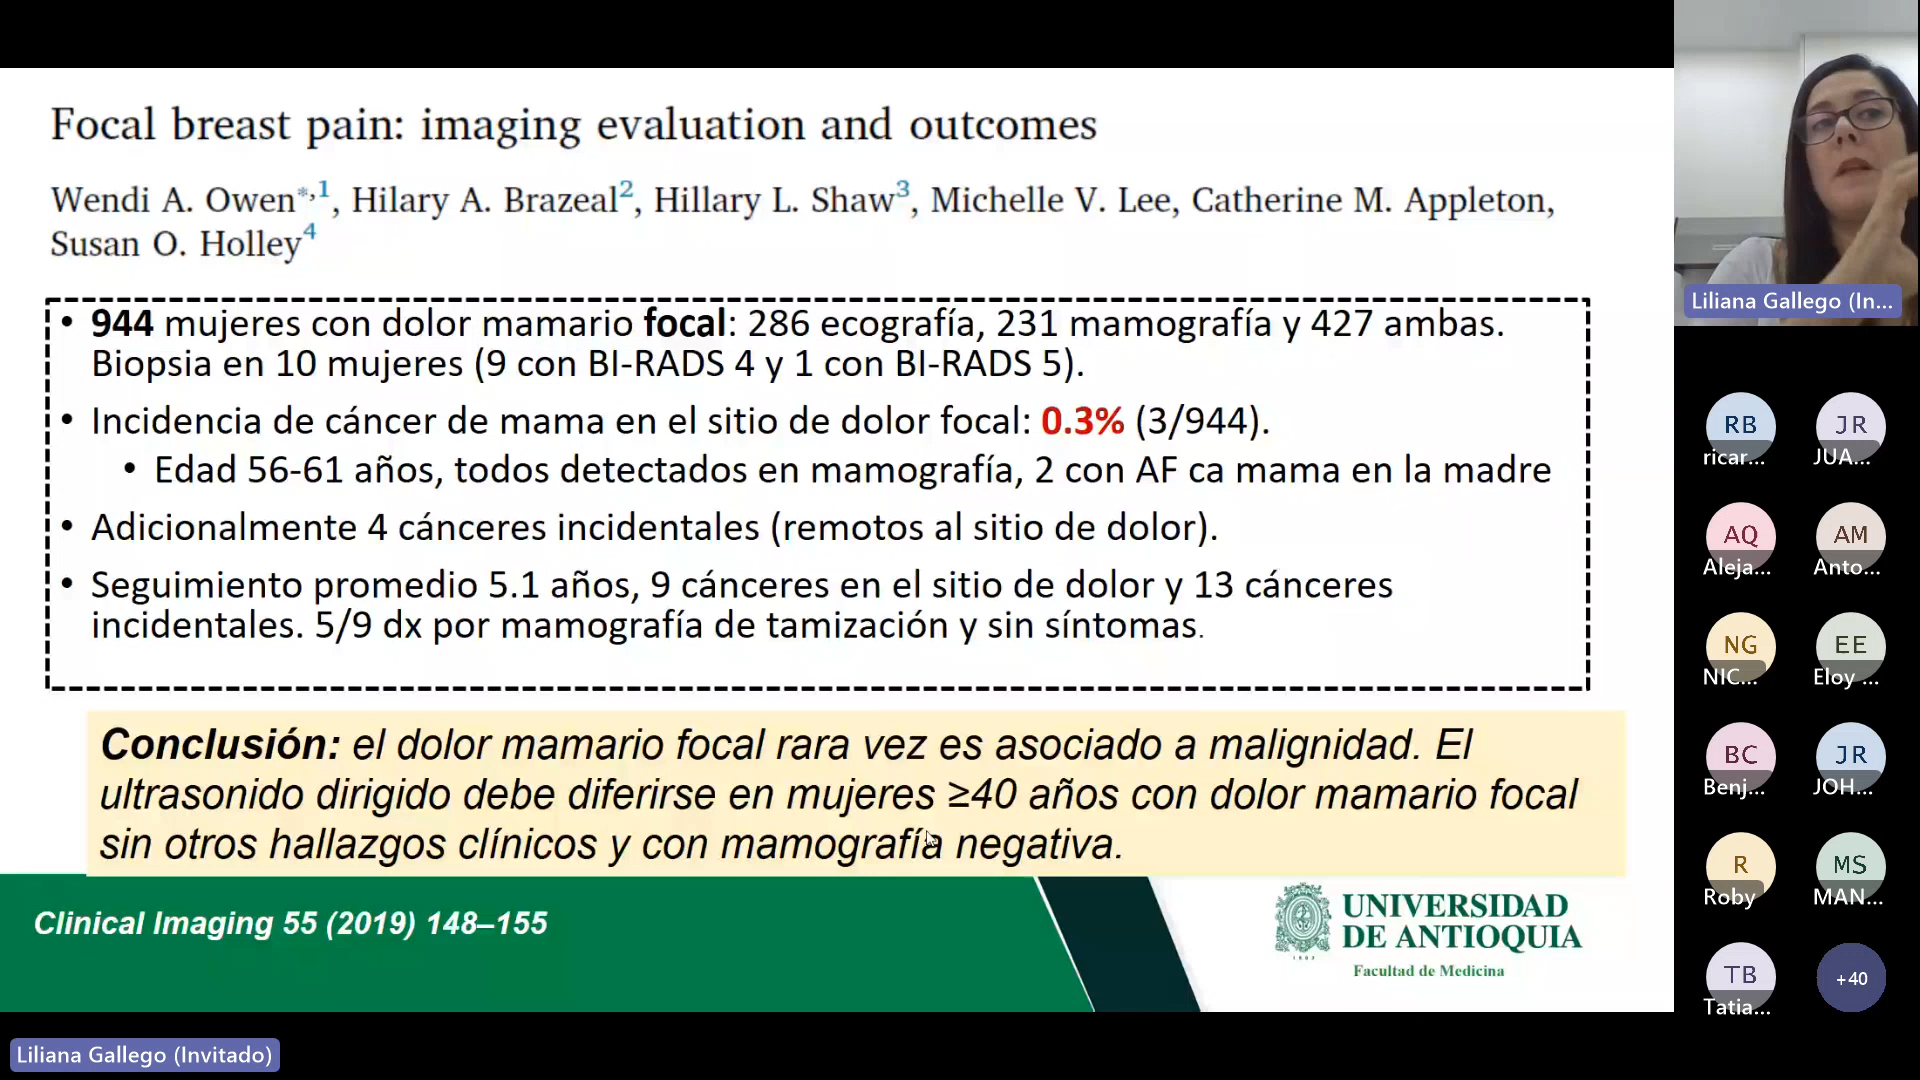 Focal breast pain: imaging evaluation and outcomes
Wendi A. Owen*,1, Hilary A. Brazeal2, Hillary L. Shaw3, Michelle V. Lee, Catherine M. Appleton,
Susan O. Holley4
• 944 mujeres con dolor mamario focal: 286 ecografía, 231 mamografía y 427 ambas.
Biopsia en 10 mujeres (9 con BI-RADS 4 y 1 con BI-RADS 5).
• Incidencia de cáncer de mama en el sitio de dolor focal: 0.3% (3/944).
• Edad 56-61 años, todos detectados en mamografía, 2 con AF ca mama en la madre
• Adicionalmente 4 cánceres incidentales (remotos al sitio de dolor).
• Seguimiento promedio 5.1 años, 9 cánceres en el sitio de dolor y 13 cánceres
incidentales. 5/9 dx por mamografía de tamización y sin síntomas.
Conclusión: el dolor mamario focal rara vez es asociado a malignidad. El
ultrasonido dirigido debe diferirse en mujeres ≥40 años con dolor mamario focal
sin otros hallazgos clínicos y con mamografía negativa.
Clinical Imaging 55 (2019) 148–155
UNIVERSIDAD
DE ANTIOQUIA
1803
Facultad de Medicina
Liliana Gallego (Invitado)
Liliana Gallego (In...
RB
JR
ricar...
JUA...
AQ
AM
Aleja...
Anto...
NG
EE
NIC...
Eloy ...
BC
JR
Benj...
JOH...
R
MS
Roby
MAN...
TB
+40
Tatia...